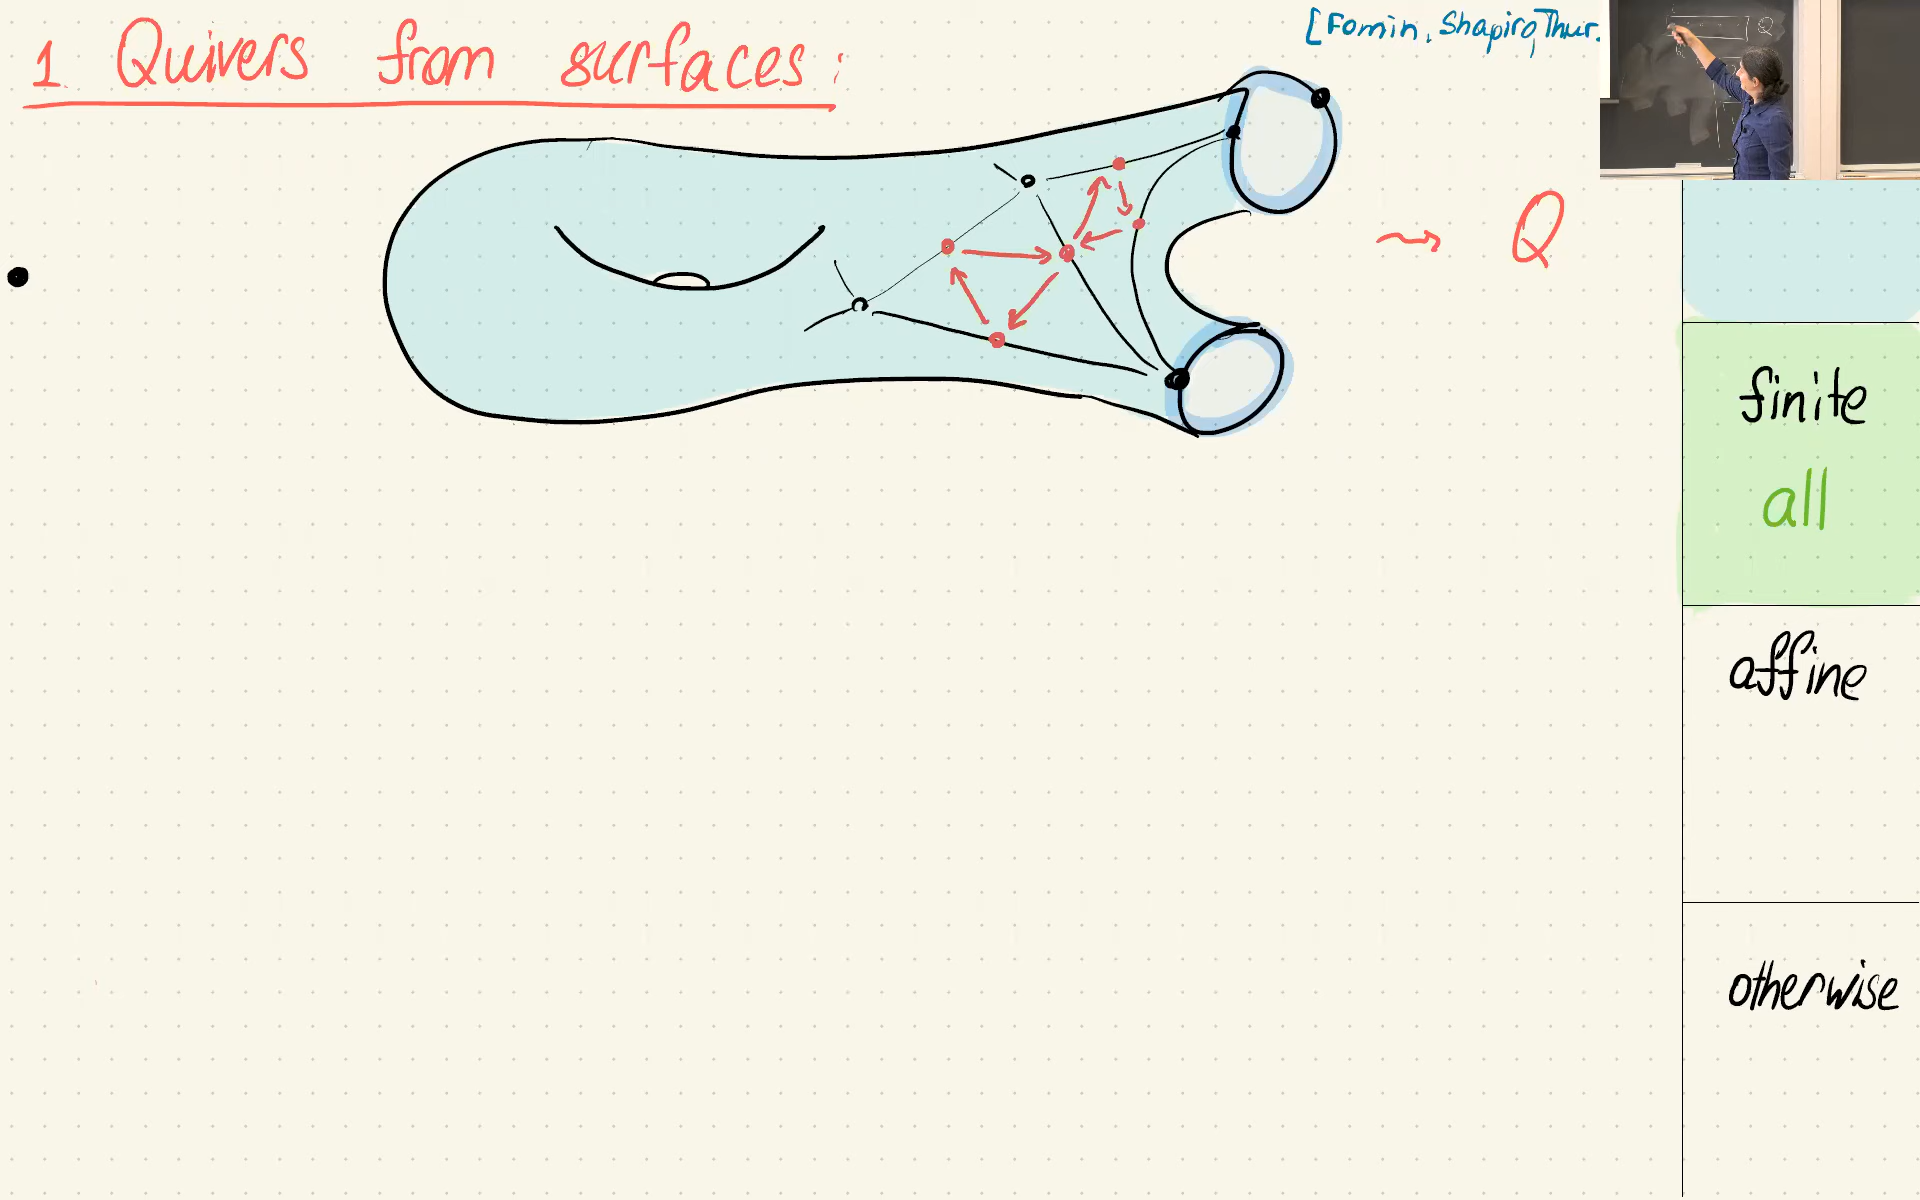 1. Quivers from surfaces:
[Fomin, Shapiro, Thur.
Q
Q
finite
all
affine
otherwise